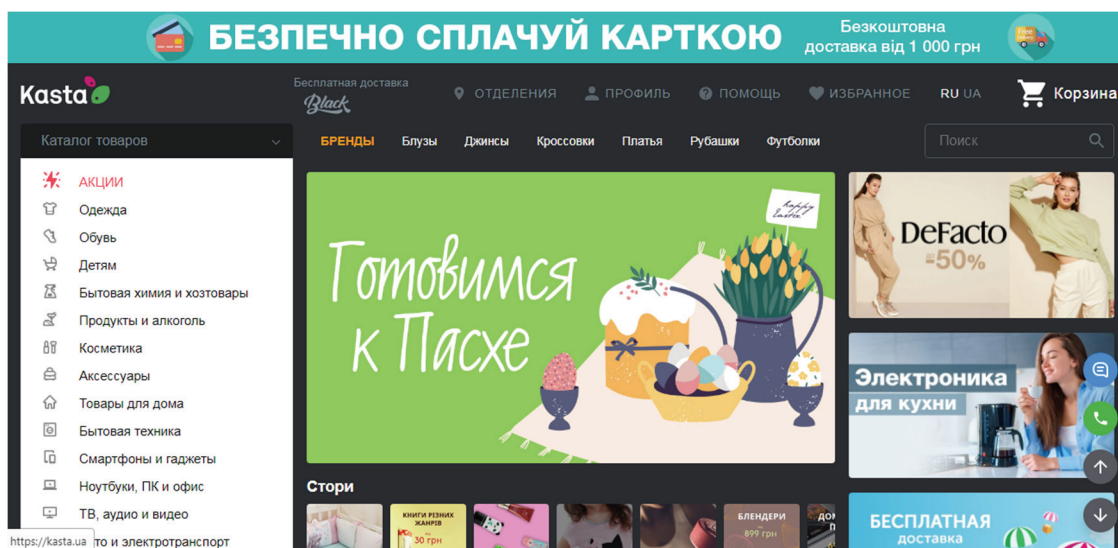 БЕЗПЕЧНО СПЛАЧУЙ КАРТКОЮ
Безкоштовна
доставка від 1 000 грн
Kasta
Бесплатная доставка
Black
ОТДЕЛЕНИЯ
ПРОФИЛЬ
ПОМОЩЬ
ИЗБРАННОЕ
RU UA
Корзина
Каталог товаров
БРЕНДЫ Блузы Джинсы Кроссовки Платья Рубашки Футболки
Поиск
АКЦИИ
Одежда
Обувь
Детям
Бытовая химия и хозтовары
Продукты и алкоголь
Косметика
Аксессуары
Товары для дома
Бытовая техника
Смартфоны и гаджеты
Ноутбуки, ПК и офис
ТВ, аудио и видео
то и электротранспорт
https://kasta.ua
Готовимся
к Пасхе
happy
Easter
DeFacto
-50%
Электроника
для кухни
БЕСПЛАТНАЯ
доставка
Стори
КНИГИ РІЗНИХ
ЖАНРІВ
30 грн
БЛЕНДЕРИ
899 грн